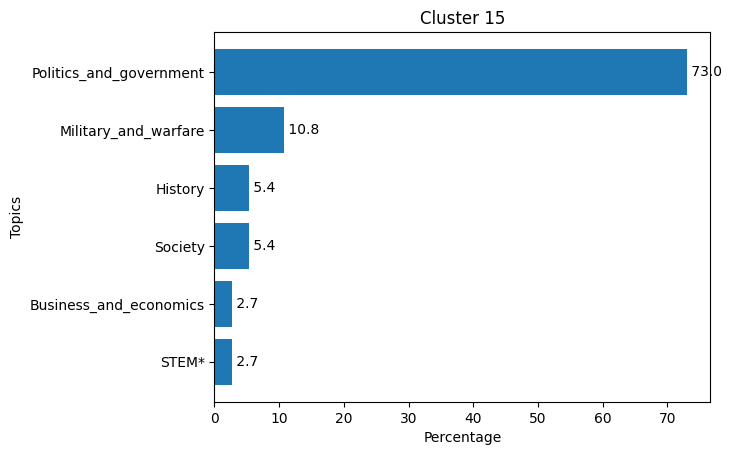 Cluster 15
Topics
Politics_and_government 73.0
Military_and_warfare 10.8
History 5.4
Society 5.4
Business_and_economics 2.7
STEM* 2.7
0 10 20 30 40 50 60 70
Percentage